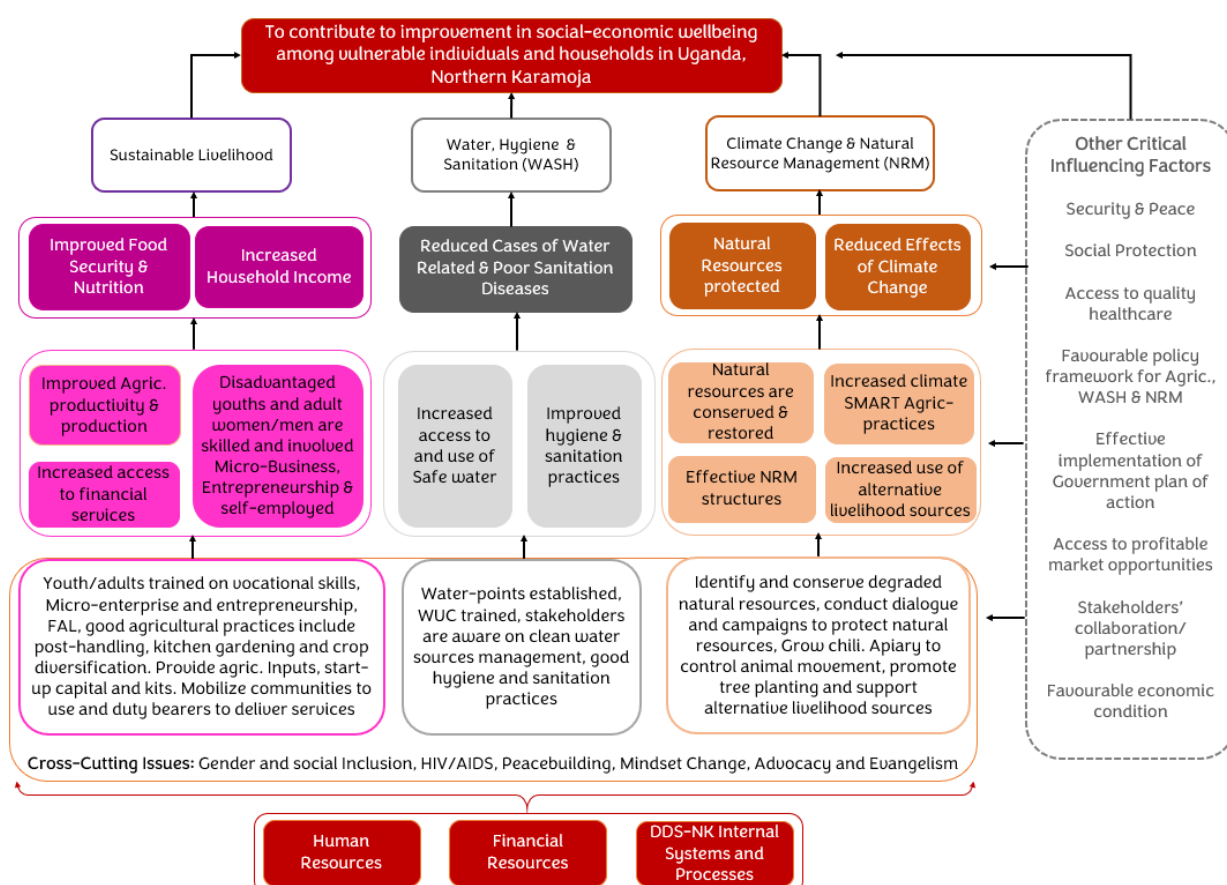 To contribute to improvement in social-economic wellbeing
among vulnerable individuals and households in Uganda,
Northern Karamoja
Sustainable Livelihood
Water, Hygiene &
Sanitation (WASH)
Climate Change & Natural
Resource Management (NRM)
Improved Food
Security &
Nutrition
Increased
Household Income
Reduced Cases of Water
Related & Poor Sanitation
Diseases
Natural
Resources
protected
Reduced Effects
of Climate
Change
Improved Agric.
productivity &
production
Increased access
to financial
services
Disadvantaged
youths and adult
women/men are
skilled and involved
Micro-Business,
Entrepreneurship &
self-employed
Increased
access to
and use of
Safe water
Improved
hygiene &
sanitation
practices
Natural
resources are
conserved &
restored
Increased climate
SMART Agric-
practices
Effective NRM
structures
Increased use of
alternative
livelihood sources
Youth/adults trained on vocational skills,
Micro-enterprise and entrepreneurship,
FAL, good agricultural practices include
post-handling, kitchen gardening and crop
diversification. Provide agric. Inputs, start-
up capital and kits. Mobilize communities to
use and duty bearers to deliver services
Water-points established,
WUC trained, stakeholders
are aware on clean water
sources management, good
hygiene and sanitation
practices
Identify and conserve degraded
natural resources, conduct dialogue
and campaigns to protect natural
resources, Grow chili. Apiary to
control animal movement, promote
tree planting and support
alternative livelihood sources
Cross-Cutting Issues: Gender and social Inclusion, HIV/AIDS, Peacebuilding, Mindset Change, Advocacy and Evangelism
Human
Resources
Financial
Resources
DDS-NK Internal
Systems and
Processes
Other Critical
Influencing Factors
Security & Peace
Social Protection
Access to quality
healthcare
Favourable policy
framework for Agric.,
WASH & NRM
Effective
implementation of
Government plan of
action
Access to profitable
market opportunities
Stakeholders'
collaboration/
partnership
Favourable economic
condition